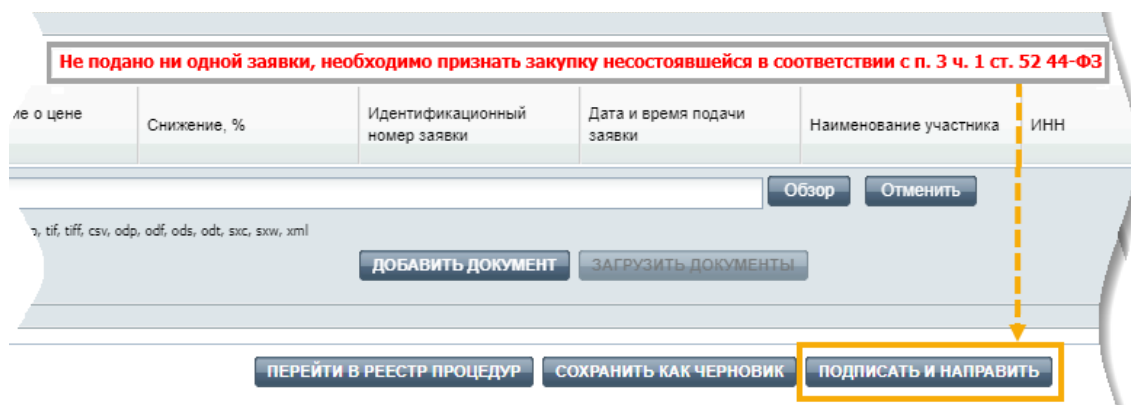 Не подано ни одной заявки, необходимо признать закупку несостоявшейся в соответствии с п. 3 ч. 1 ст. 52 44-ФЗ
о цене
Снижение, %
Идентификационный
номер заявки
Дата и время подачи
заявки
Наименование участника
ИНН
Обзор
Отменить
tif, tiff, csv, odp, odf, ods, odt, sxc, sxw, xml
ДОБАВИТЬ ДОКУМЕНТ
ЗАГРУЗИТЬ ДОКУМЕНТЫ
ПЕРЕЙТИ В РЕЕСТР ПРОЦЕДУР
СОХРАНИТЬ КАК ЧЕРНОВИК
ПОДПИСАТЬ И НАПРАВИТЬ